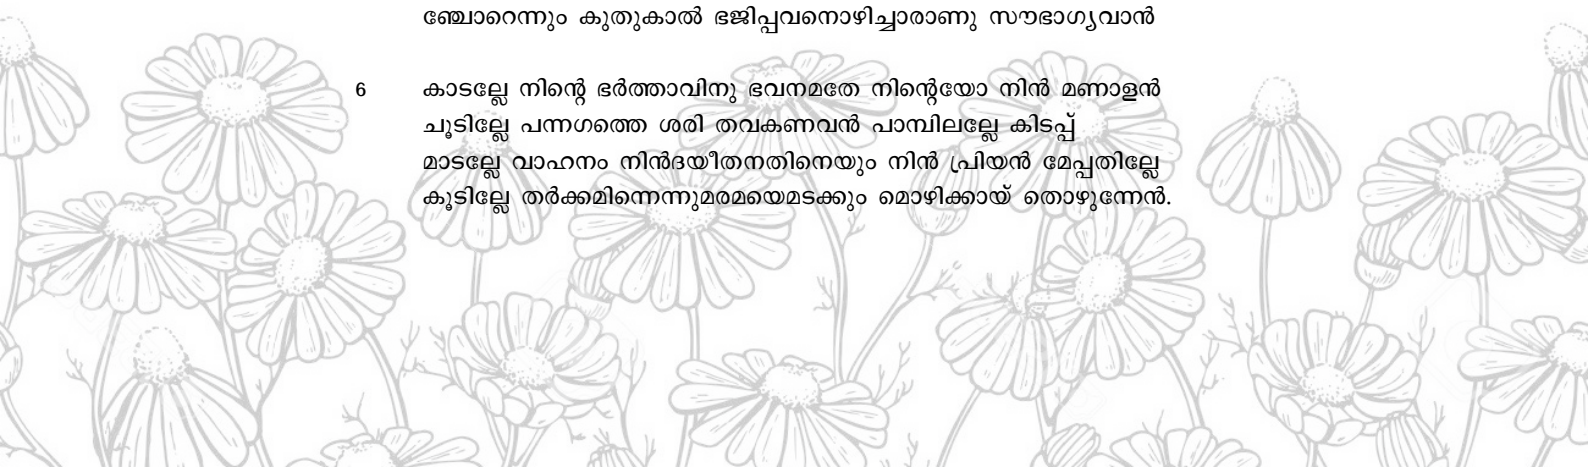 ഞ്ചോറെന്നും കുതുകാൽ ഭജിപ്പവനൊഴിച്ചാരാണു സൗഭാഗ്യവാൻ
6 കാടല്ലേ നിന്റെ ഭർത്താവിനു ഭവനമതേ നിന്റെയോ നിൻ മണാളൻ
ചൂടില്ലേ പന്നഗത്തെ ശരി തവകണവൻ പാമ്പിലല്ലേ കിടപ്പ്
മാടല്ലേ വാഹനം നിൻദയീതനതിനെയും നിൻ പ്രിയൻ മേപ്പതില്ലേ
കൂടില്ലേ തർക്കമിന്നെന്നുമരമയെമടക്കും മൊഴിക്കായ് തൊഴുന്നേൻ.